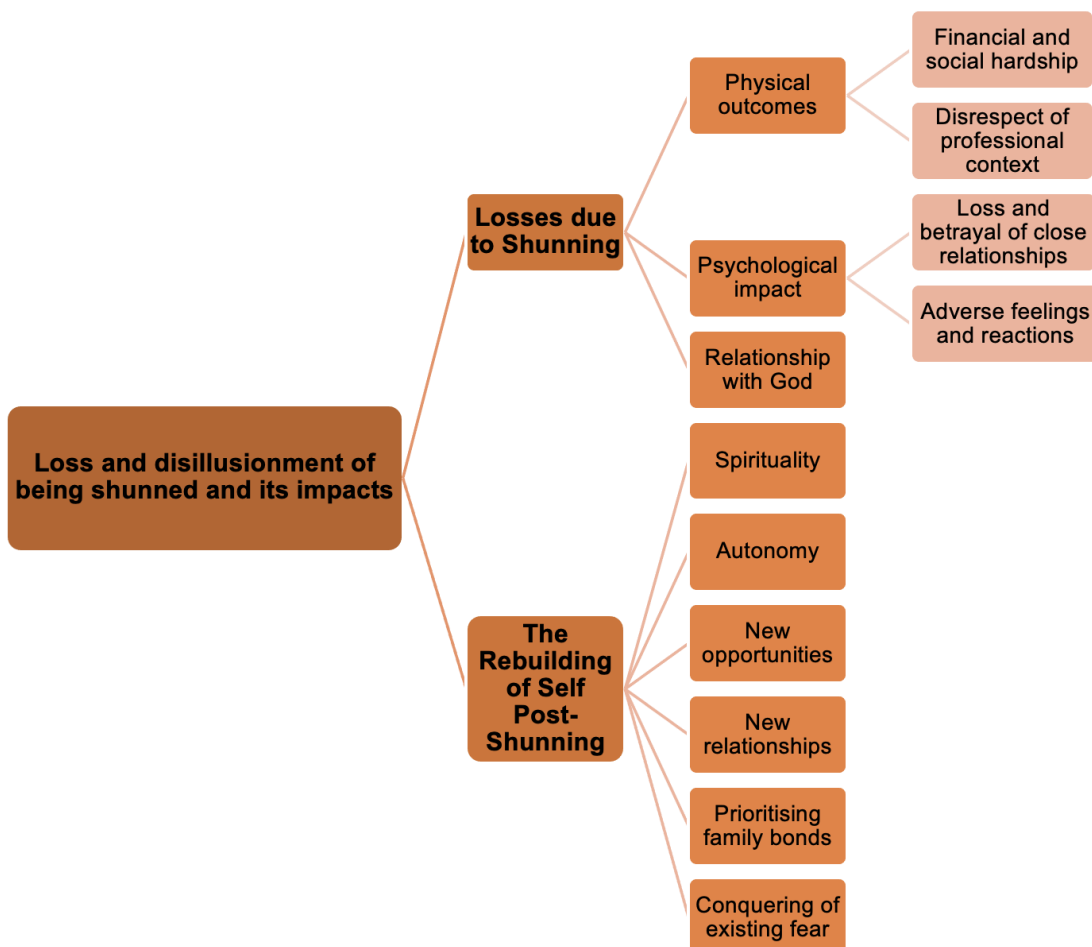 Loss and disillusionment of
being shunned and its impacts
Losses due
to Shunning
Physical
outcomes
Financial and
social hardship
Disrespect of
professional
context
Psychological
impact
Loss and
betrayal of close
relationships
Adverse feelings
and reactions
Relationship
with God
The
Rebuilding
of Self
Post-
Shunning
Spirituality
Autonomy
New
opportunities
New
relationships
Prioritising
family bonds
Conquering of
existing fear